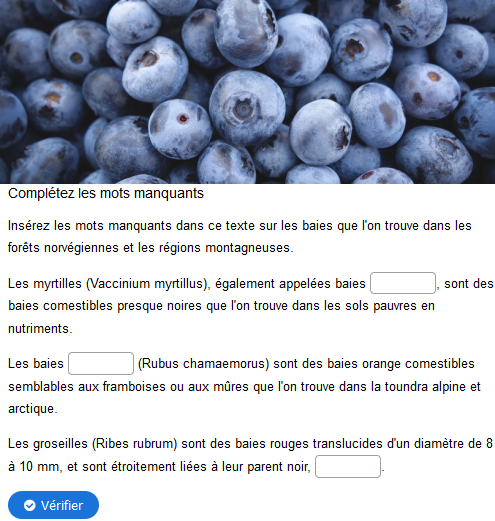 Complétez les mots manquants
Insérez les mots manquants dans ce texte sur les baies que l'on trouve dans les
forêts norvégiennes et les régions montagneuses.
Les myrtilles (Vaccinium myrtillus), également appelées baies , sont des
baies comestibles presque noires que l'on trouve dans les sols pauvres en
nutriments.
Les baies (Rubus chamaemorus) sont des baies orange comestibles
semblables aux framboises ou aux mûres que l'on trouve dans la toundra alpine et
arctique.
Les groseilles (Ribes rubrum) sont des baies rouges translucides d'un diamètre de 8
à 10 mm, et sont étroitement liées à leur parent noir, .
Vérifier